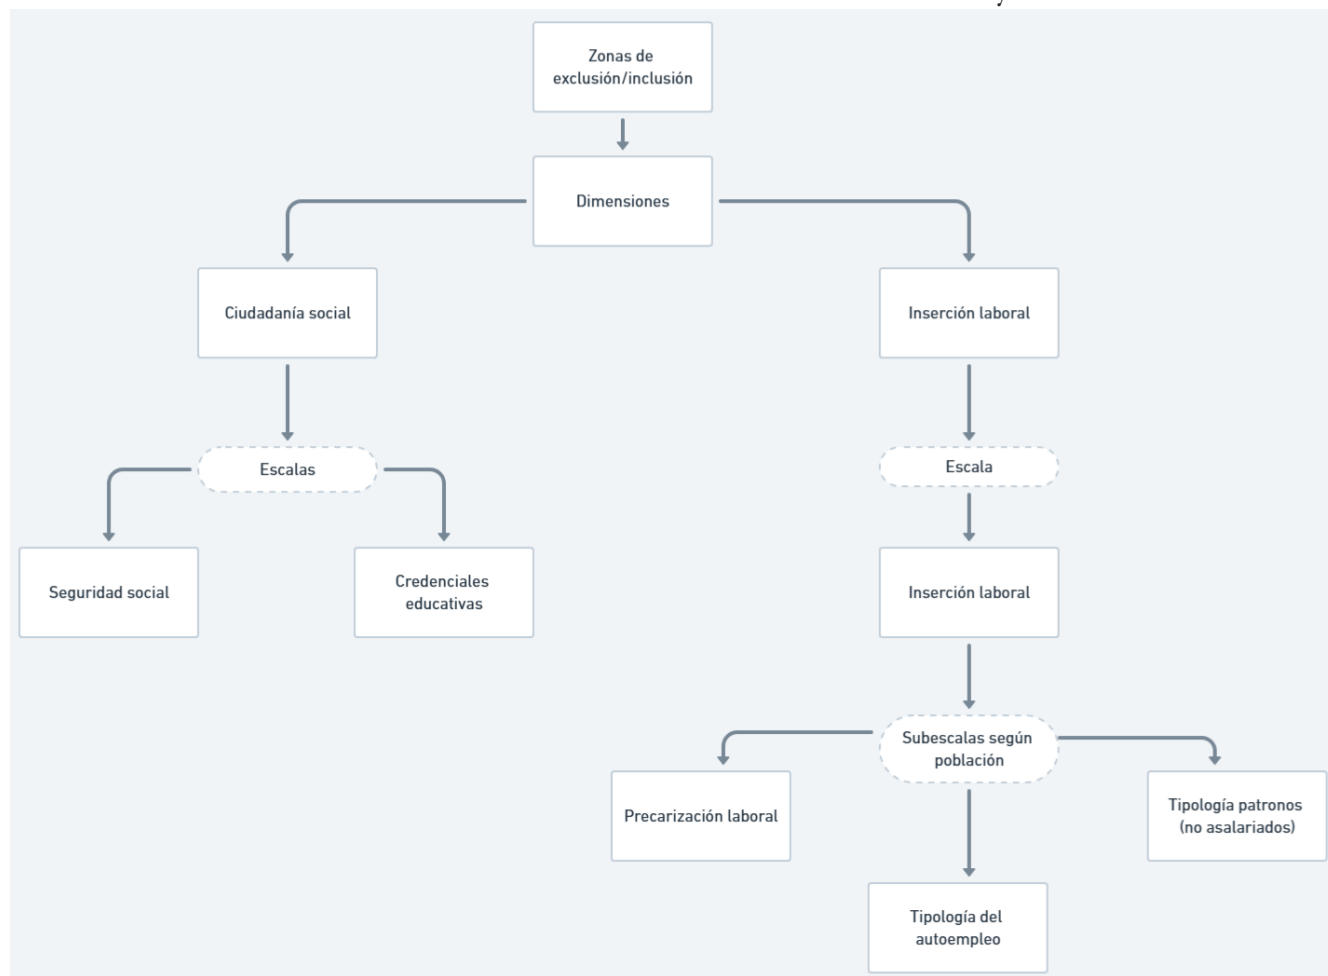 Zonas de
exclusión/inclusión
Dimensiones
Ciudadanía social
Inserción laboral
Escalas
Escala
Seguridad social
Credenciales
educativas
Inserción laboral
Subescalas según
población
Precarización laboral
Tipología patronos
(no asalariados)
Tipología del
autoempleo